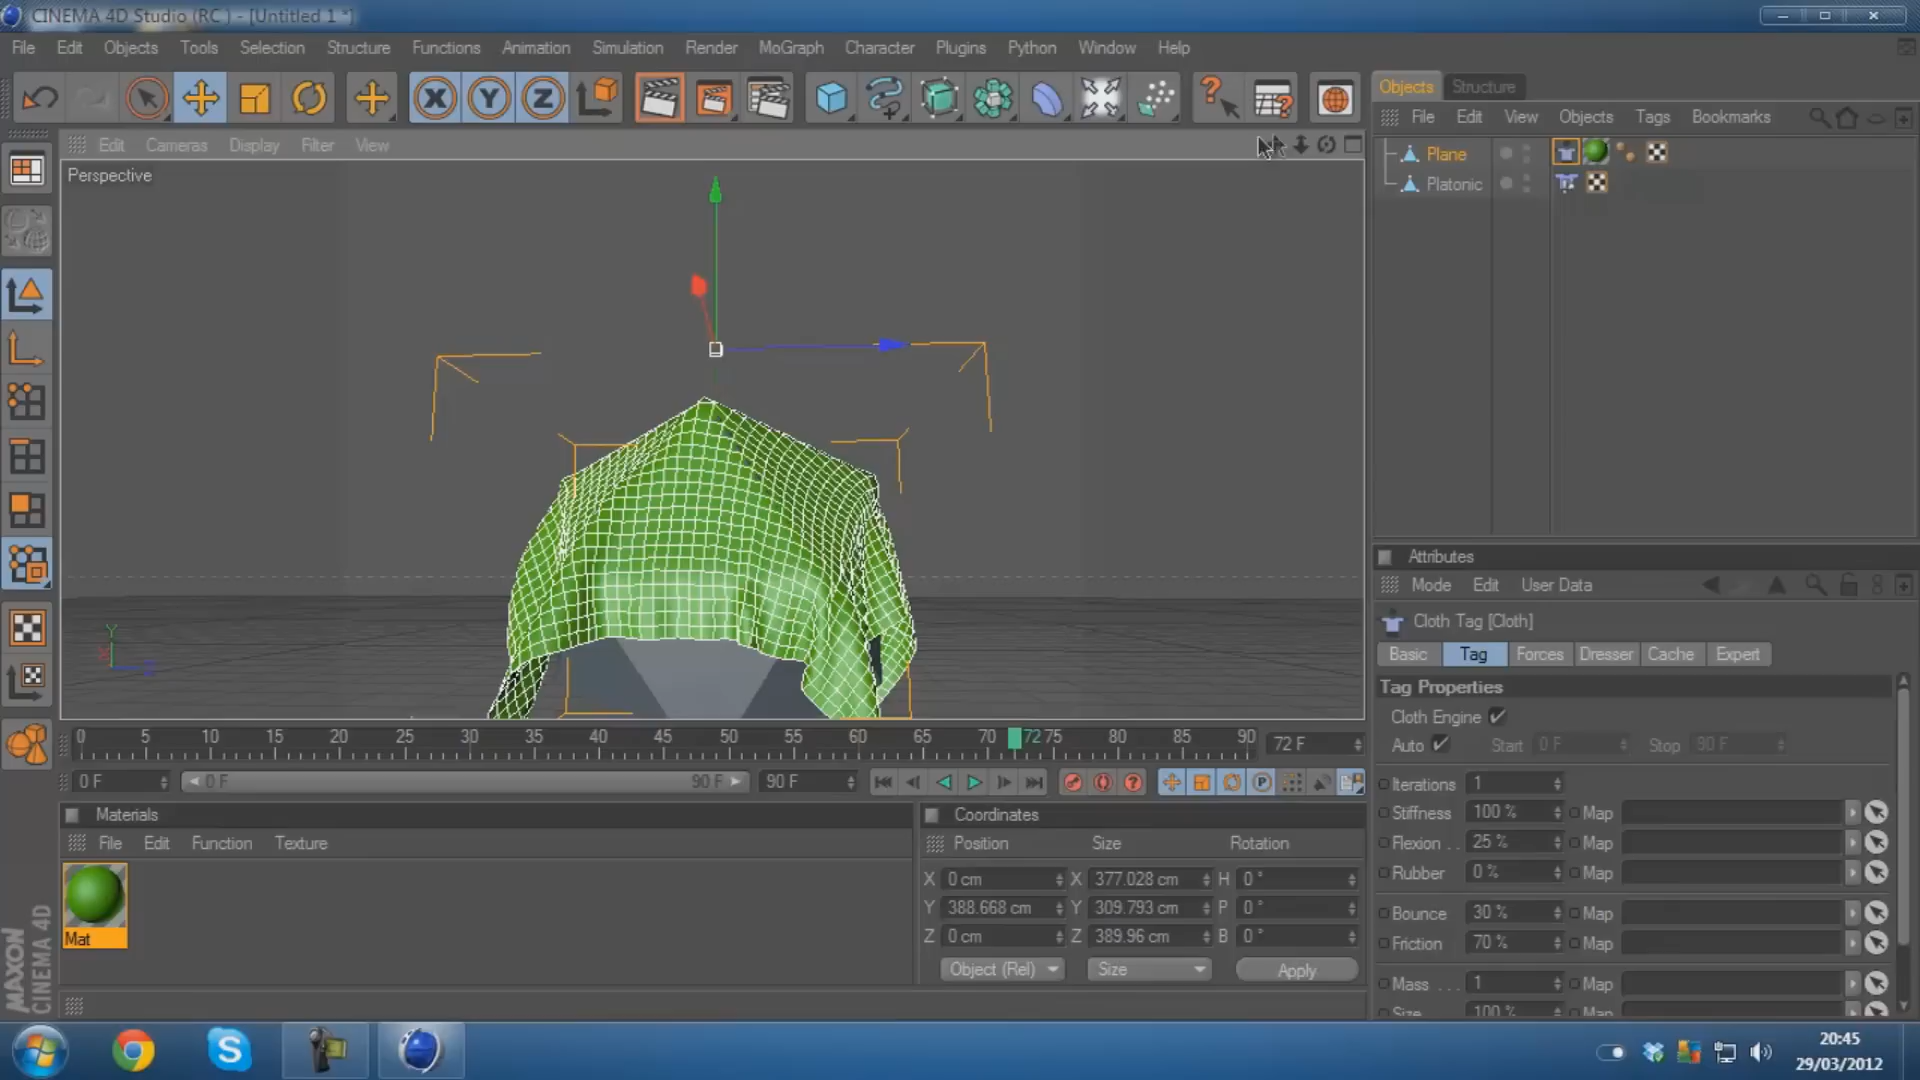 CINEMA 4D Studio (RC ) - [Untitled 1 *]
File Edit Objects Tools Selection Structure Functions Animation Simulation Render MoGraph Character Plugins Python Window Help
X Y Z
Objects Structure
File Edit View Objects Tags Bookmarks
Edit Cameras Display Filter View
Perspective
Plane
Platonic
Attributes
Mode Edit User Data
Cloth Tag [Cloth]
Basic Tag Forces Dresser Cache Expert
Tag Properties
Cloth Engine
Auto Start 0 F Stop 90 F
Iterations 1
Stiffness 100 % Map
Flexion . . 25 % Map
Rubber 0 % Map
Bounce 30 % Map
Friction 70 % Map
Mass . . . 1 Map
Size 100 % Map
Y
X Z
0 5 10 15 20 25 30 35 40 45 50 55 60 65 70 72 75 80 85 90 72 F
0 F 0 F 90 F 90 F
Materials
File Edit Function Texture
Mat
Coordinates
Position Size Rotation
X 0 cm X 377.028 cm H 0 °
Y 388.668 cm Y 309.793 cm P 0 °
Z 0 cm Z 389.96 cm B 0 °
Object (Rel) Size Apply
MAXON
CINEMA 4D
20:45
29/03/2012